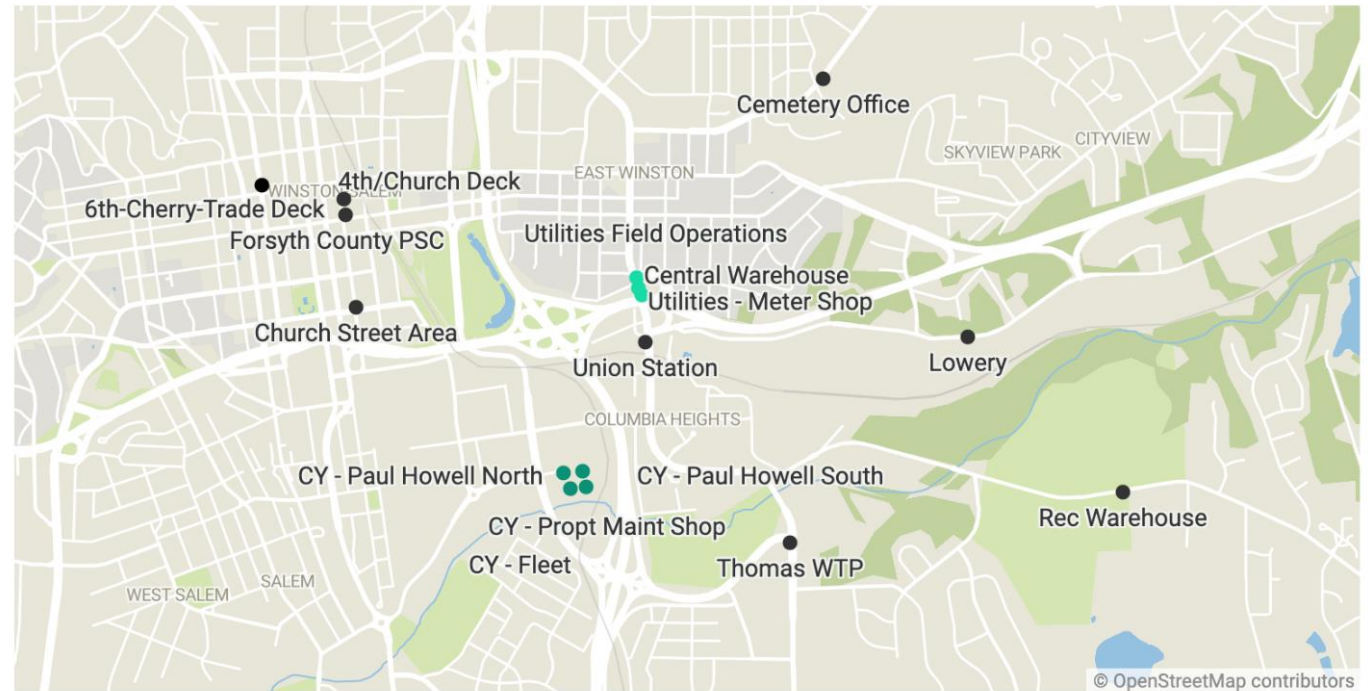 Cemetery Office
CITYVIEW
SKYVIEW PARK
EAST WINSTON
4th/Church Deck
WINSTON-SALEM
6th-Cherry-Trade Deck
Forsyth County PSC
Utilities Field Operations
Central Warehouse
Utilities - Meter Shop
Church Street Area
Union Station
Lowery
COLUMBIA HEIGHTS
CY - Paul Howell North
CY - Paul Howell South
Rec Warehouse
CY - Propt Maint Shop
CY - Fleet
Thomas WTP
SALEM
WEST SALEM
© OpenStreetMap contributors